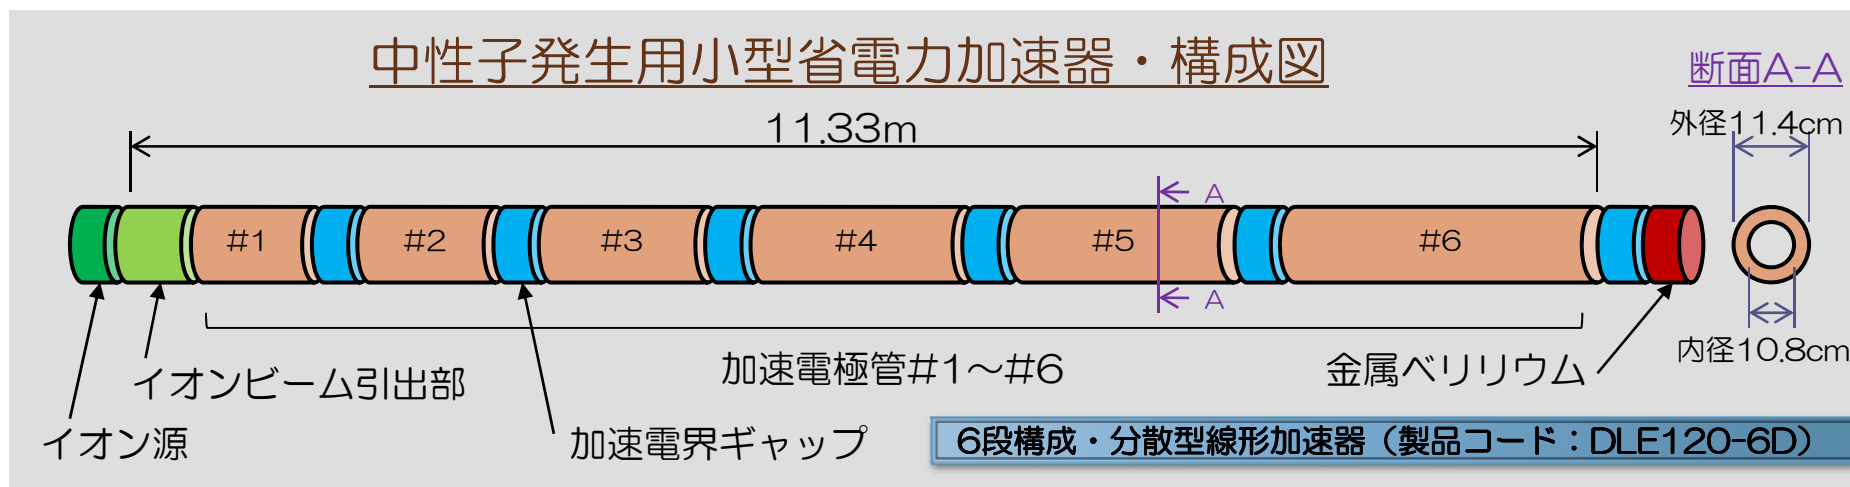 中性子発生用小型省電力加速器・構成図
断面A-A
11.33m
外径11.4cm
A
#1
#2
#3
#4
#5
#6
A
内径10.8cm
イオンビーム引出部
加速電極管#1～#6
金属ベリリウム
イオン源
加速電界ギャップ
6段構成・分散型線形加速器（製品コード：DLE120-6D）